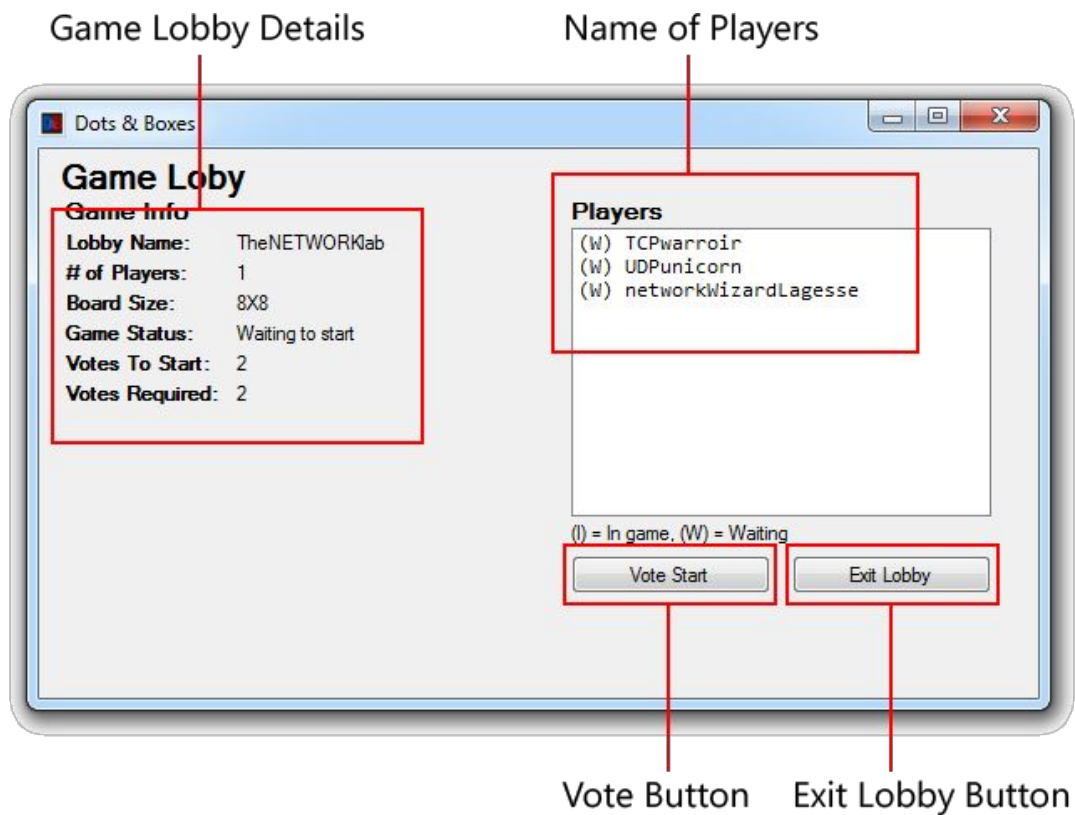 Game Lobby Details
Name of Players
Dots & Boxes
Game Loby
Game Info
Lobby Name: TheNETWORKlab
# of Players: 1
Board Size: 8X8
Game Status: Waiting to start
Votes To Start: 2
Votes Required: 2
Players
(W) TCPwarroir
(W) UDPunicorn
(W) networkWizardLagesse
(I) = In game, (W) = Waiting
Vote Start
Exit Lobby
Vote Button
Exit Lobby Button